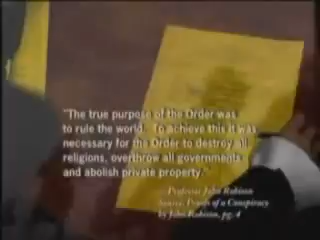 "The true purpose of the Order was
to rule the world. To achieve this it was
necessary for the Order to destroy all
religions, overthrow all governments
and abolish private property."
- Professor John Robison
Source: Proofs of a Conspiracy
by John Robison, pg. 4